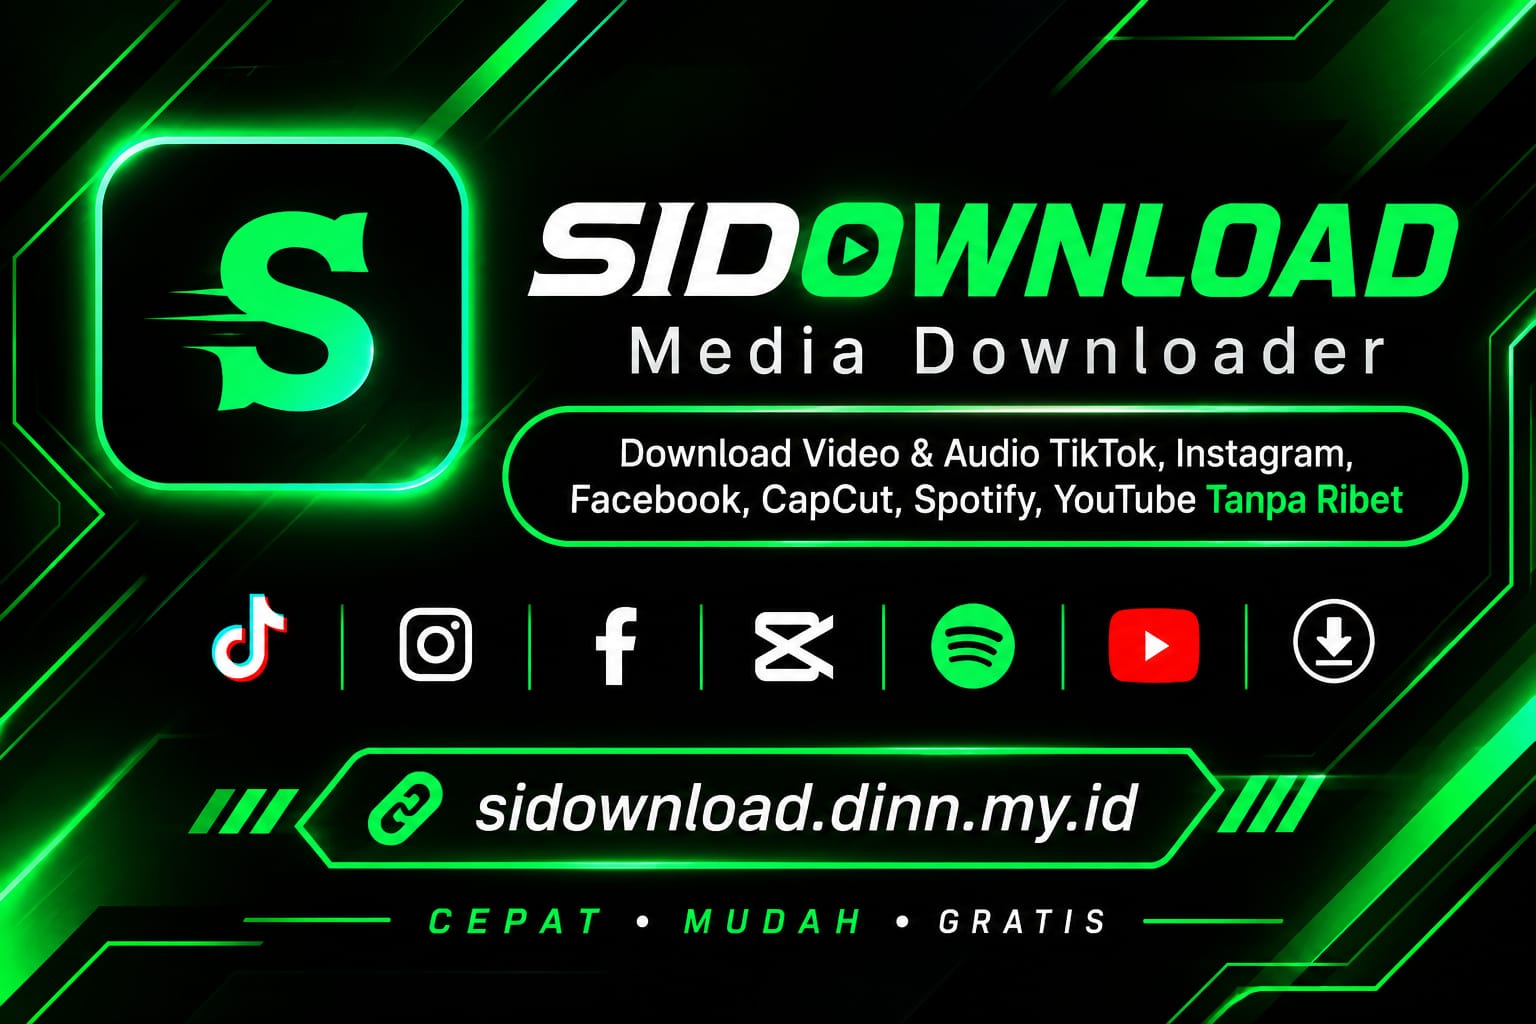 S
SIDOWNLOAD
Media Downloader
Download Video & Audio TikTok, Instagram,
Facebook, CapCut, Spotify, YouTube Tanpa Ribet
sidownload.dinn.my.id
CEPAT • MUDAH • GRATIS